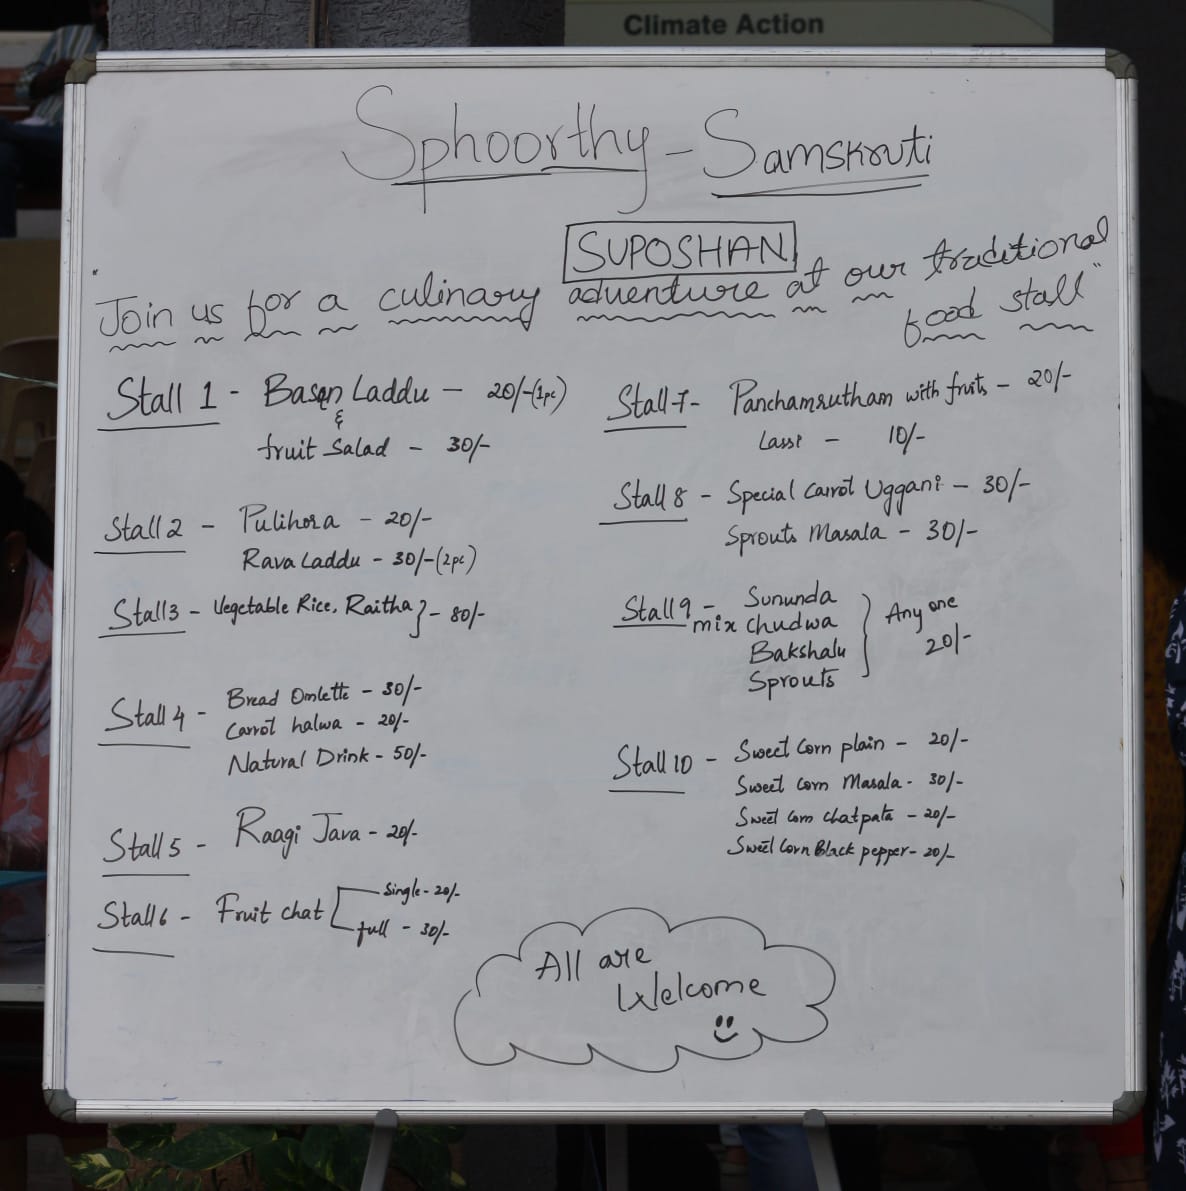 Climate Action
Sphoorthy - Samskruti
SUPOSHAN
"Join us for a culinary adventure at our traditional
food stall"
Stall 1 - Basan Laddu - 20/-(1pc)
&
fruit Salad - 30/-
Stall 2 - Pulihora - 20/-
Rava Laddu - 30/-(2pc)
Stall 3 - Vegetable Rice, Raitha} - 80/-
Stall 4 - Bread Omlette - 30/-
Carrot halwa - 20/-
Natural Drink - 50/-
Stall 5 - Raagi Java - 20/-
Stall 6 - Fruit chat
Single - 20/-
full - 30/-
Stall-7- Panchamrutham with fruits - 20/-
Lassi - 10/-
Stall 8 - Special Carrot Uggani - 30/-
Sprouts Masala - 30/-
Stall 9 - Sununda
mix chudwa
Bakshalu
Sprouts
Any one
20/-
Stall 10 - Sweet Corn plain - 20/-
Sweet Corn Masala - 30/-
Sweet Corn chatpata - 20/-
Sweet Corn Black pepper - 20/-
All are
Welcome